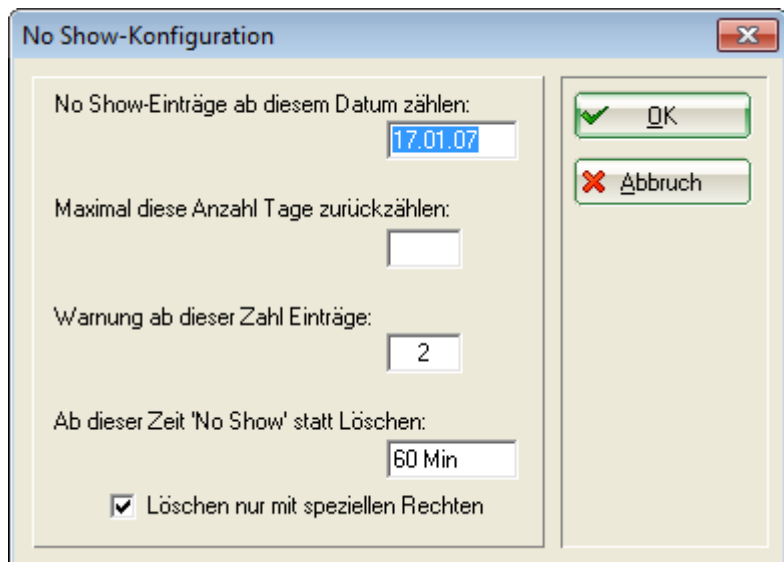 No Show-Konfiguration
No Show-Einträge ab diesem Datum zählen:
17.01.07
Maximal diese Anzahl Tage zurückzählen:
Warnung ab dieser Zahl Einträge:
2
Ab dieser Zeit 'No Show' statt Löschen:
60 Min
Löschen nur mit speziellen Rechten
OK
Abbruch